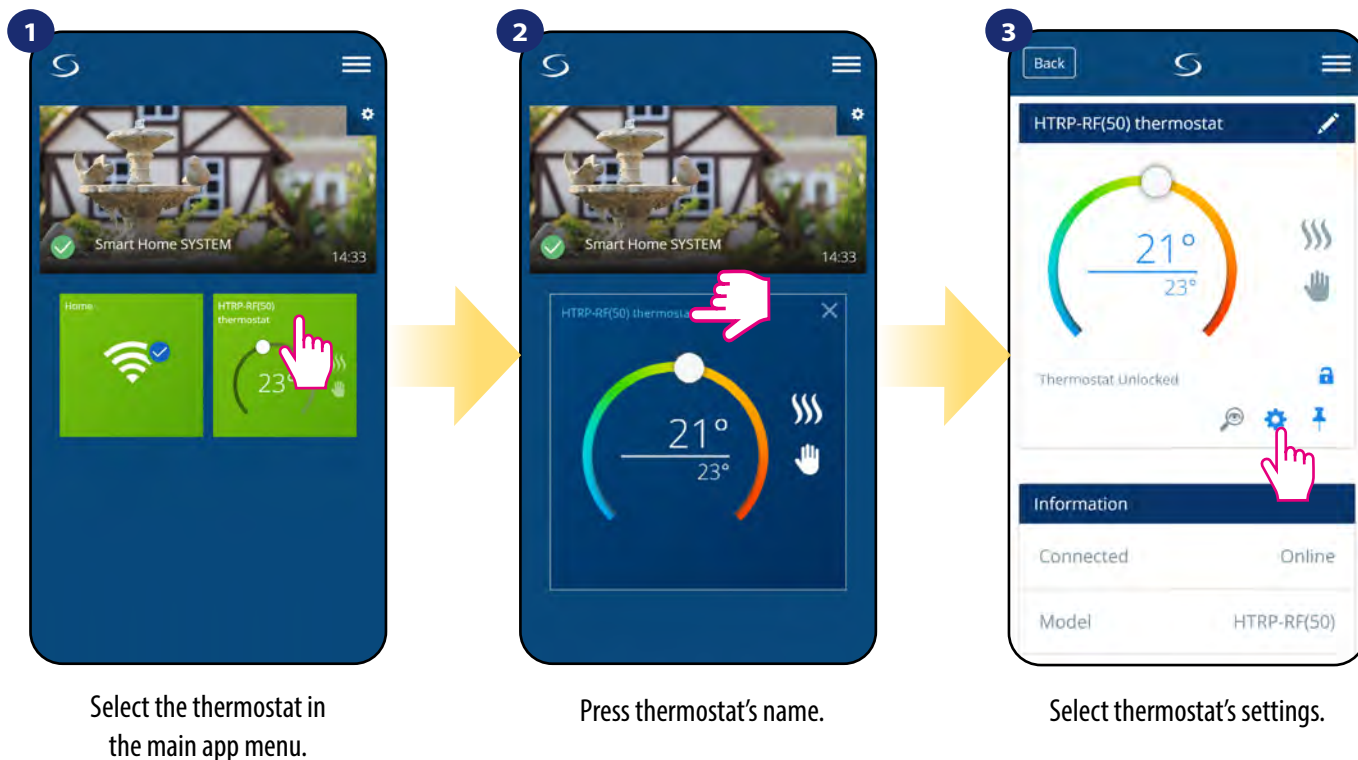 1
Smart Home SYSTEM
14:33
Home
HTRP-RF(50)
thermostat
23°
Select the thermostat in
the main app menu.
2
Smart Home SYSTEM
14:33
HTRP-RF(50)
21°
23°
Press thermostat's name.
3
Back
HTRP-RF(50) thermostat
21°
23°
Thermostat Unlocked
Information
Connected Online
Model HTRP-RF(50)
Select thermostat's settings.